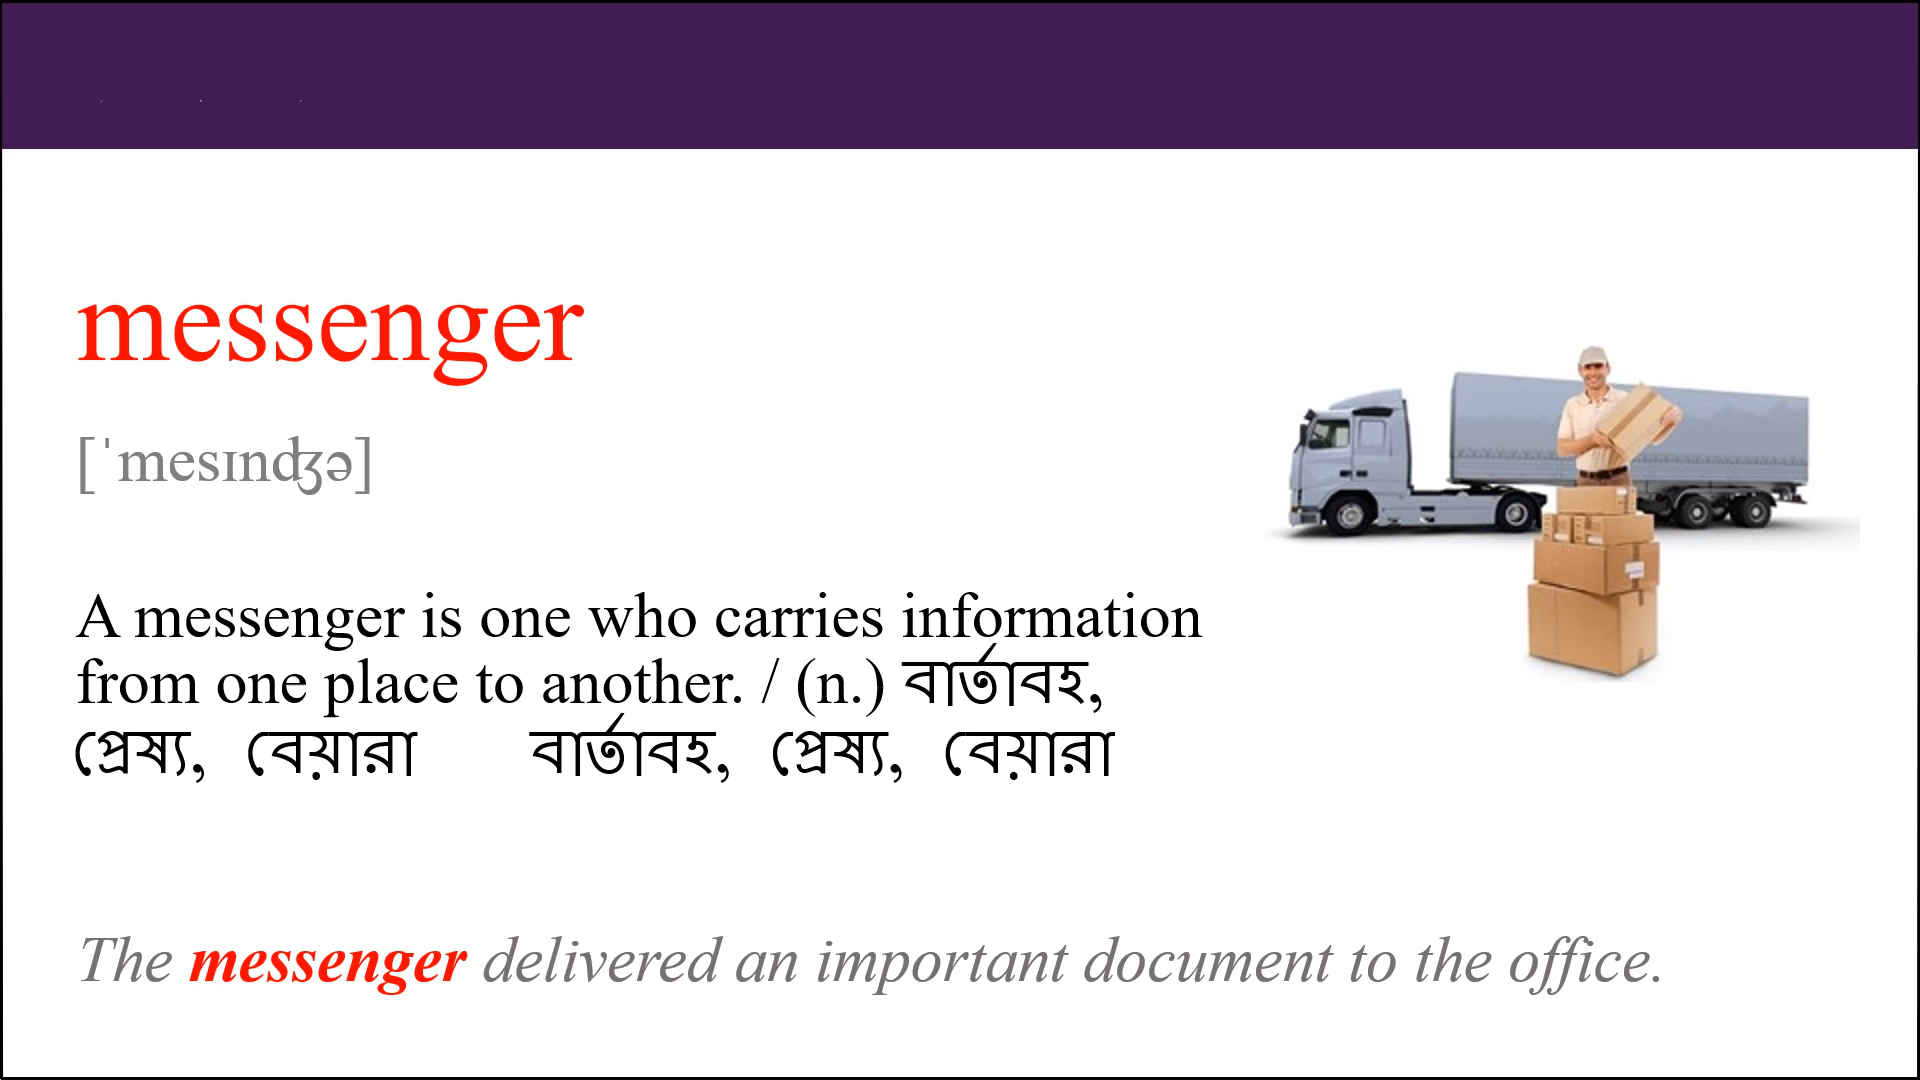 messenger
[ˈmesɪnʤə]
A messenger is one who carries information
from one place to another. / (n.) বার্তাবহ,
প্রেষ্য, বেয়ারা বার্তাবহ, প্রেষ্য, বেয়ারা
The messenger delivered an important document to the office.